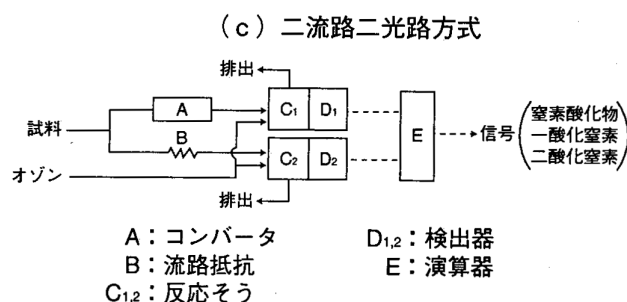 （c）二流路二光路方式
排出
試料
A
B
オゾン
C1 D1
C2 D2
排出
E
信号
窒素酸化物
一酸化窒素
二酸化窒素
A：コンバータ
B：流路抵抗
C1,2：反応そう
D1,2：検出器
E：演算器